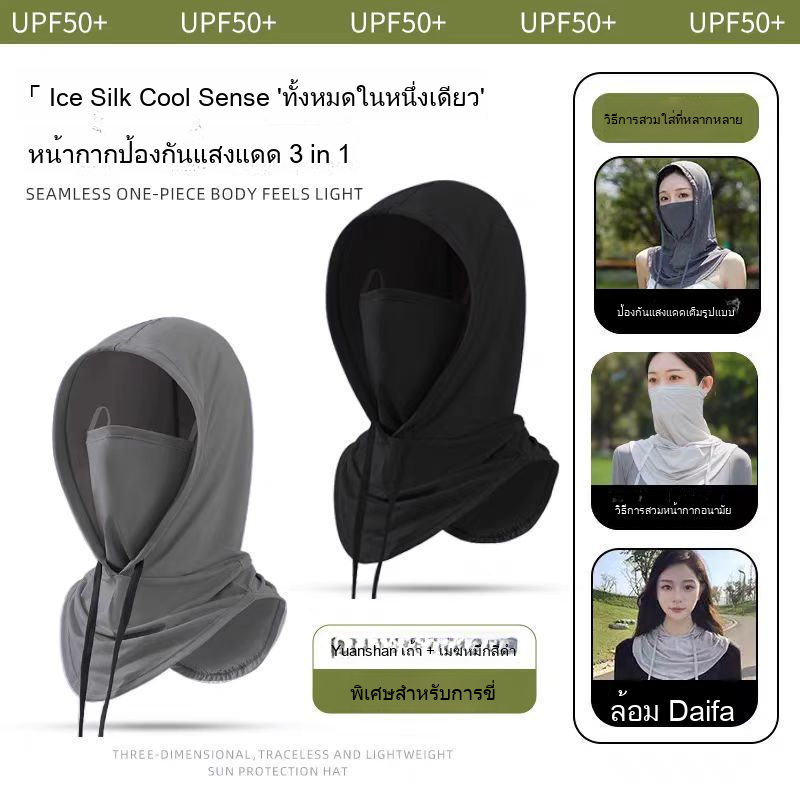 UPF50+ UPF50+ UPF50+ UPF50+ UPF50+
「 Ice Silk Cool Sense 'ทั้งหมดในหนึ่งเดียว'
หน้ากากป้องกันแสงแดด 3 in 1
SEAMLESS ONE-PIECE BODY FEELS LIGHT
วิธีการสวมใส่ที่หลากหลาย
ป้องกันแสงแดดเต็มรูปแบบ
วิธีการสวมหน้ากากอนามัย
ล้อม Daifa
Yuanshan เถ้า + เมฆหมึกสีดำ
พิเศษสำหรับการขี่
THREE-DIMENSIONAL, TRACELESS AND LIGHTWEIGHT
SUN PROTECTION HAT